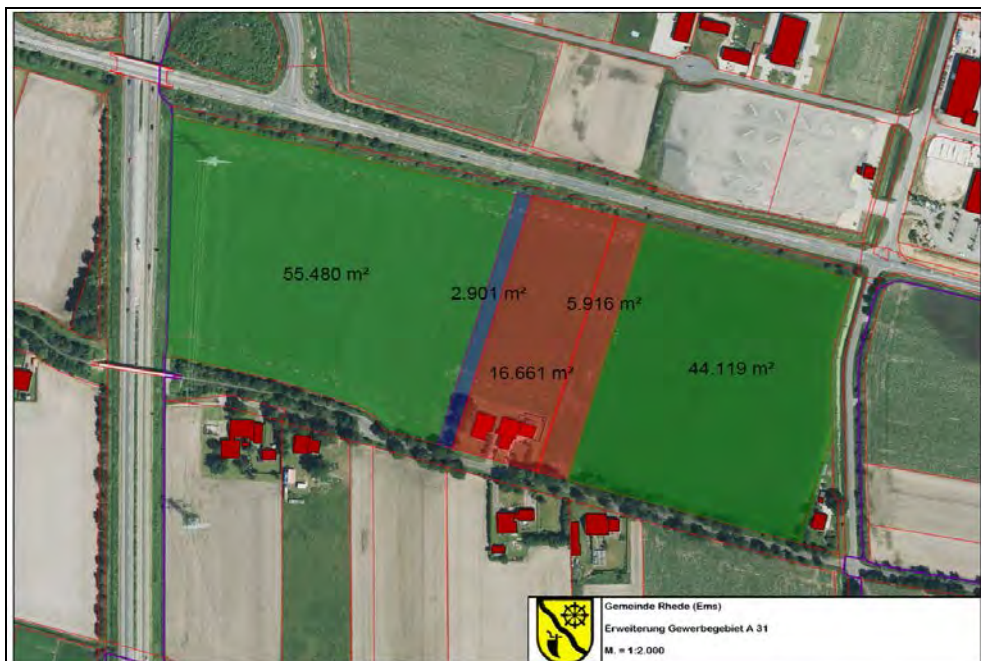 55.480 m²
2.901 m²
5.916 m²
16.661 m²
44.119 m²
Gemeinde Rhede (Ems)
Erweiterung Gewerbegebiet A 31
M. = 1:2.000